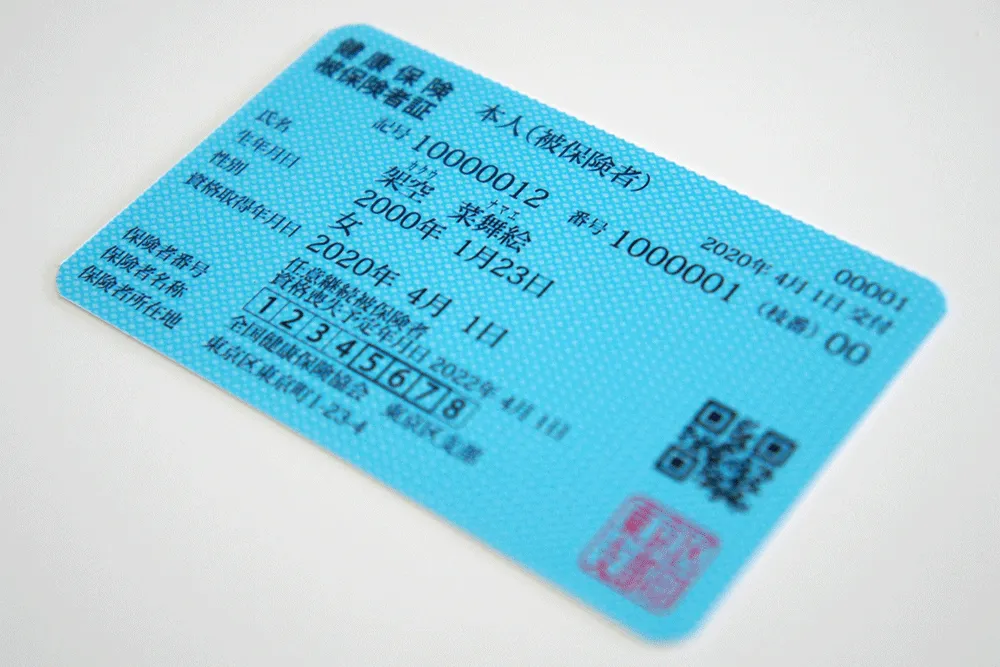 健康保険
被保険者証
本人(被保険者)
00001
2020年 4月 1日 交付
記号 10000012 番号 1000001 (枝番) 00
カクウ ナマエ
氏名 架空 菜舞絵
生年月日 2000年 1月23日
性別 女
資格取得年月日 2020年 4月 1日
任意継続被保険者
資格喪失予定年月日 2022年 4月 1日
保険者番号 12345678
保険者名称 全国健康保険協会 東京区支部
保険者所在地 東京区東京町1-23-4